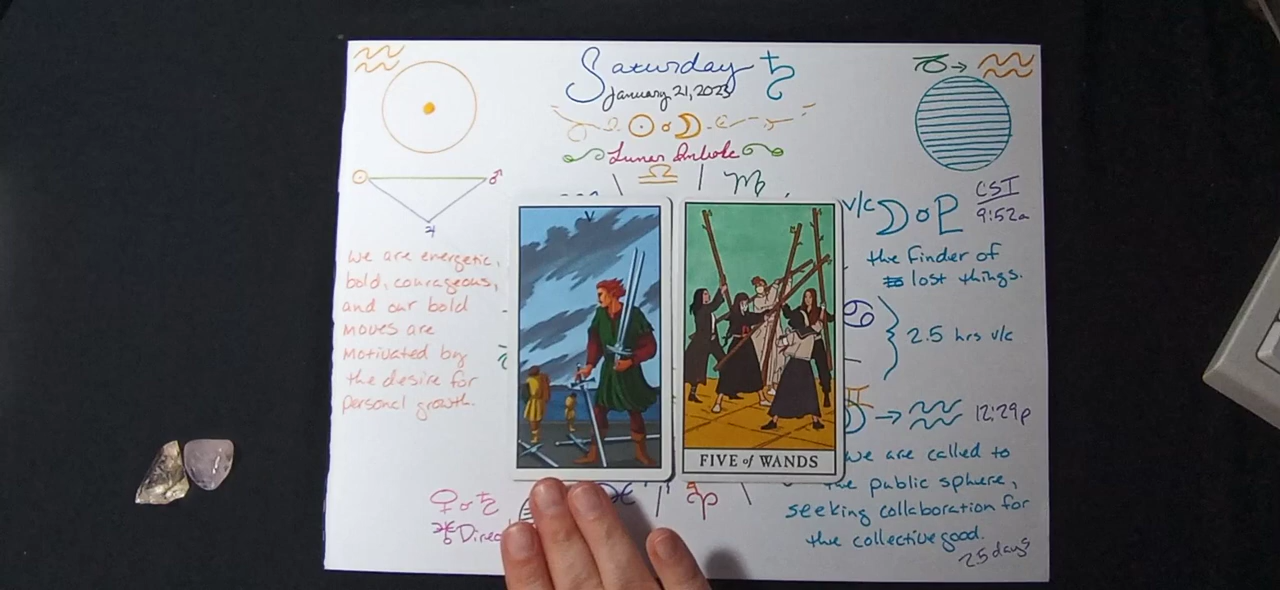 Saturday
January 21, 2023
Lunar Imbolc
CST
9:52a
v/c
the finder of
lost things.
2.5 hrs v/c
12:29p
we are called to
the public sphere,
seeking collaboration for
the collective good.
2.5 days
we are energetic,
bold, courageous,
and our bold
moves are
motivated by
the desire for
personal growth.
V
FIVE of WANDS
Direc